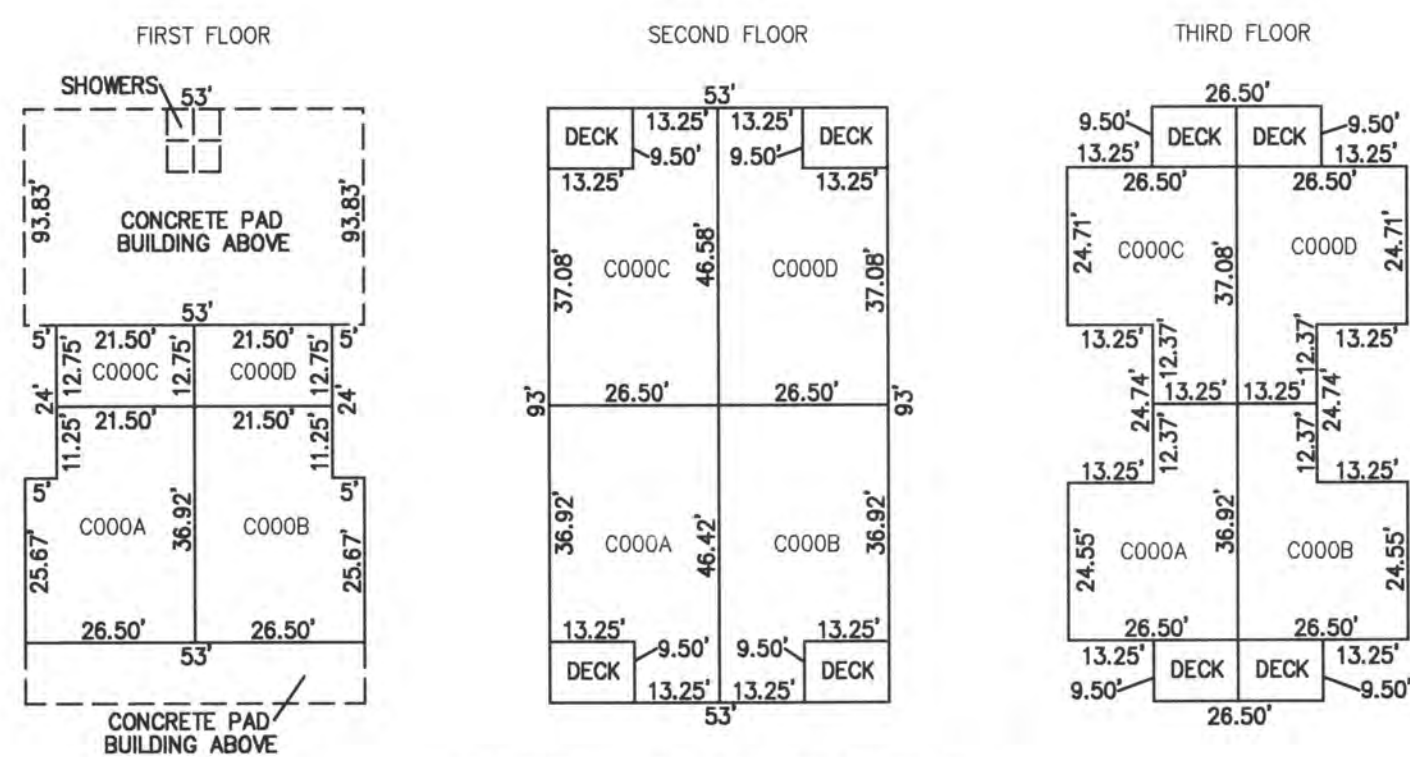 FIRST FLOOR
SHOWERS
53'
93.83'
93.83'
CONCRETE PAD
BUILDING ABOVE
53'
5'
21.50'
21.50'
5'
12.75'
12.75'
12.75'
C000C
C000D
24'
24'
21.50'
21.50'
11.25'
11.25'
5'
5'
C000A
36.92'
C000B
25.67'
25.67'
26.50'
26.50'
53'
CONCRETE PAD
BUILDING ABOVE
SECOND FLOOR
53'
DECK
13.25'
13.25'
DECK
9.50'
9.50'
13.25'
13.25'
37.08'
C000C
46.58'
C000D
37.08'
93'
26.50'
26.50'
93'
36.92'
C000A
46.42'
C000B
36.92'
13.25'
9.50'
9.50'
13.25'
DECK
DECK
13.25'
13.25'
53'
THIRD FLOOR
26.50'
9.50'
DECK
DECK
9.50'
13.25'
13.25'
26.50'
26.50'
24.71'
C000C
37.08'
C000D
24.71'
13.25'
12.37'
12.37'
13.25'
24.74'
13.25'
13.25'
24.74'
12.37'
12.37'
13.25'
13.25'
24.55'
C000A
36.92'
C000B
24.55'
26.50'
26.50'
13.25'
DECK
DECK
13.25'
9.50'
9.50'
26.50'